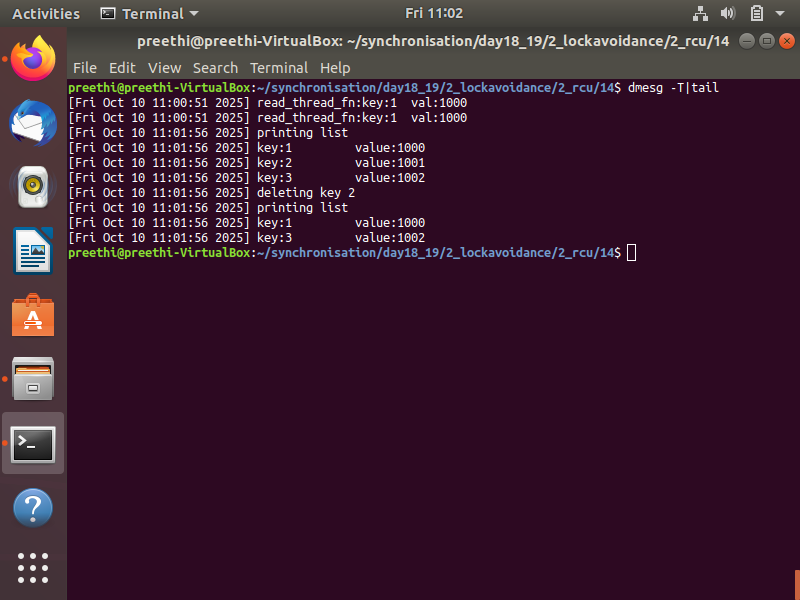 Activities Terminal Fri 11:02
preethi@preethi-VirtualBox: ~/synchronisation/day18_19/2_lockavoidance/2_rcu/14
File Edit View Search Terminal Help
preethi@preethi-VirtualBox:~/synchronisation/day18_19/2_lockavoidance/2_rcu/14$ dmesg -T|tail
[Fri Oct 10 11:00:51 2025] read_thread_fn:key:1  val:1000
[Fri Oct 10 11:00:51 2025] read_thread_fn:key:1  val:1000
[Fri Oct 10 11:01:56 2025] printing list
[Fri Oct 10 11:01:56 2025] key:1         value:1000
[Fri Oct 10 11:01:56 2025] key:2         value:1001
[Fri Oct 10 11:01:56 2025] key:3         value:1002
[Fri Oct 10 11:01:56 2025] deleting key 2
[Fri Oct 10 11:01:56 2025] printing list
[Fri Oct 10 11:01:56 2025] key:1         value:1000
[Fri Oct 10 11:01:56 2025] key:3         value:1002
preethi@preethi-VirtualBox:~/synchronisation/day18_19/2_lockavoidance/2_rcu/14$